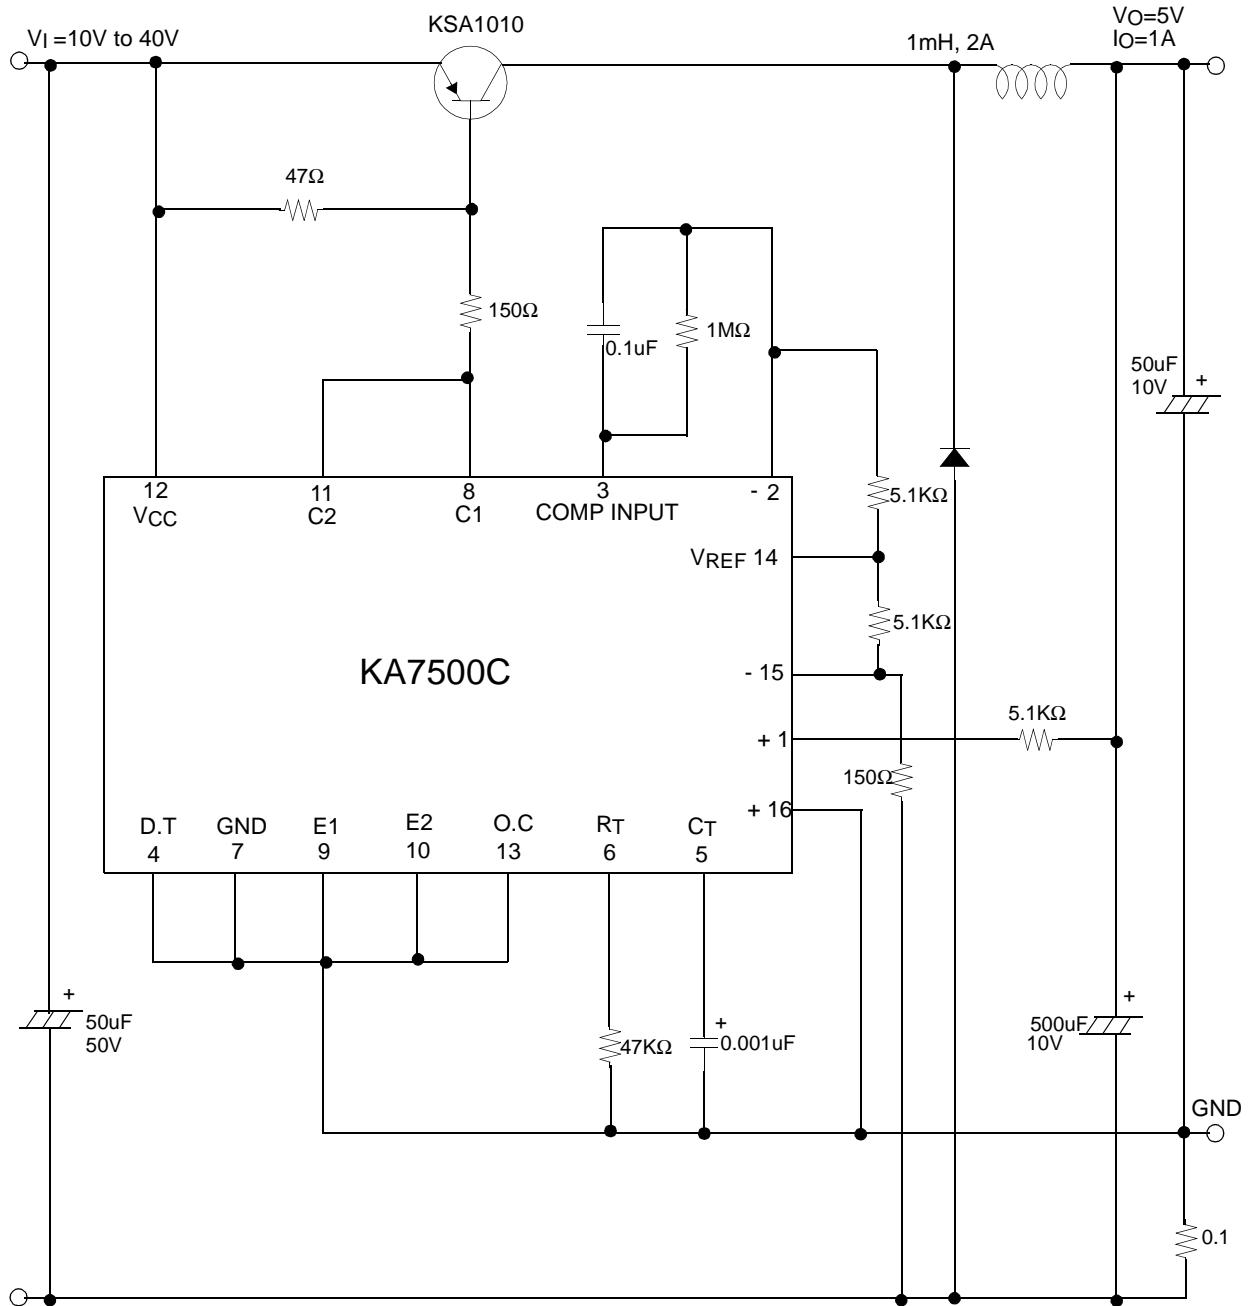 KSA1010
VI =10V to 40V
1mH, 2A
VO=5V
IO=1A
47Ω
150Ω
0.1uF
1MΩ
50uF
10V
+
12
VCC
11
C2
8
C1
3
COMP INPUT
- 2
5.1KΩ
VREF 14
5.1KΩ
KA7500C
- 15
5.1KΩ
+ 1
150Ω
+ 16
D.T
4
GND
7
E1
9
E2
10
O.C
13
RT
6
CT
5
+
50uF
50V
47KΩ
+
0.001uF
+
500uF
10V
GND
0.1